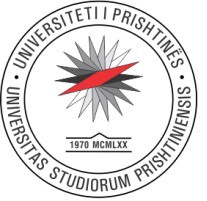 UNIVERSITETI I PRISHTINËS
1970 MCMLXX
UNIVERSITAS STUDIORUM PRISHTINIENSIS